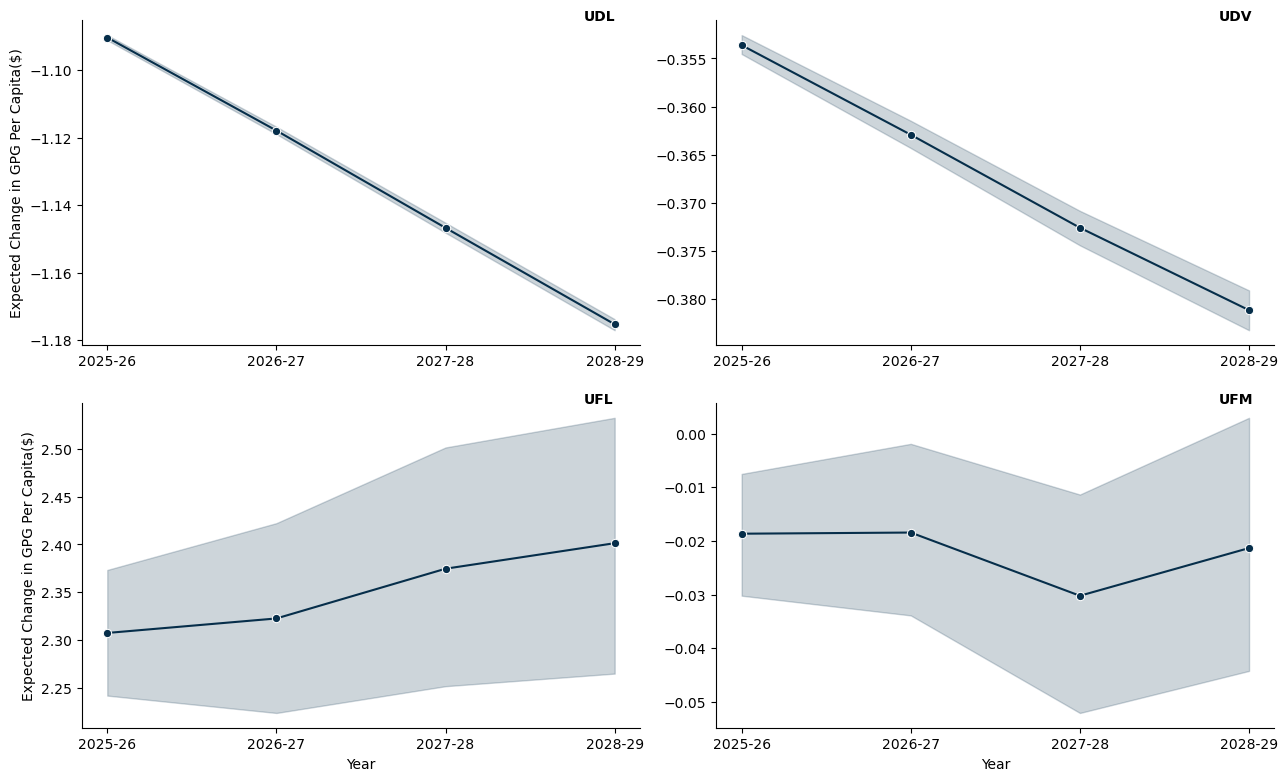 UDL
UDV
Expected Change in GPG Per Capita($)
−1.10
−1.12
−1.14
−1.16
−1.18
2025-26 2026-27 2027-28 2028-29
−0.355
−0.360
−0.365
−0.370
−0.375
−0.380
2025-26 2026-27 2027-28 2028-29
UFL
UFM
Expected Change in GPG Per Capita($)
2.50
2.45
2.40
2.35
2.30
2.25
2025-26 2026-27 2027-28 2028-29
Year
0.00
−0.01
−0.02
−0.03
−0.04
−0.05
2025-26 2026-27 2027-28 2028-29
Year